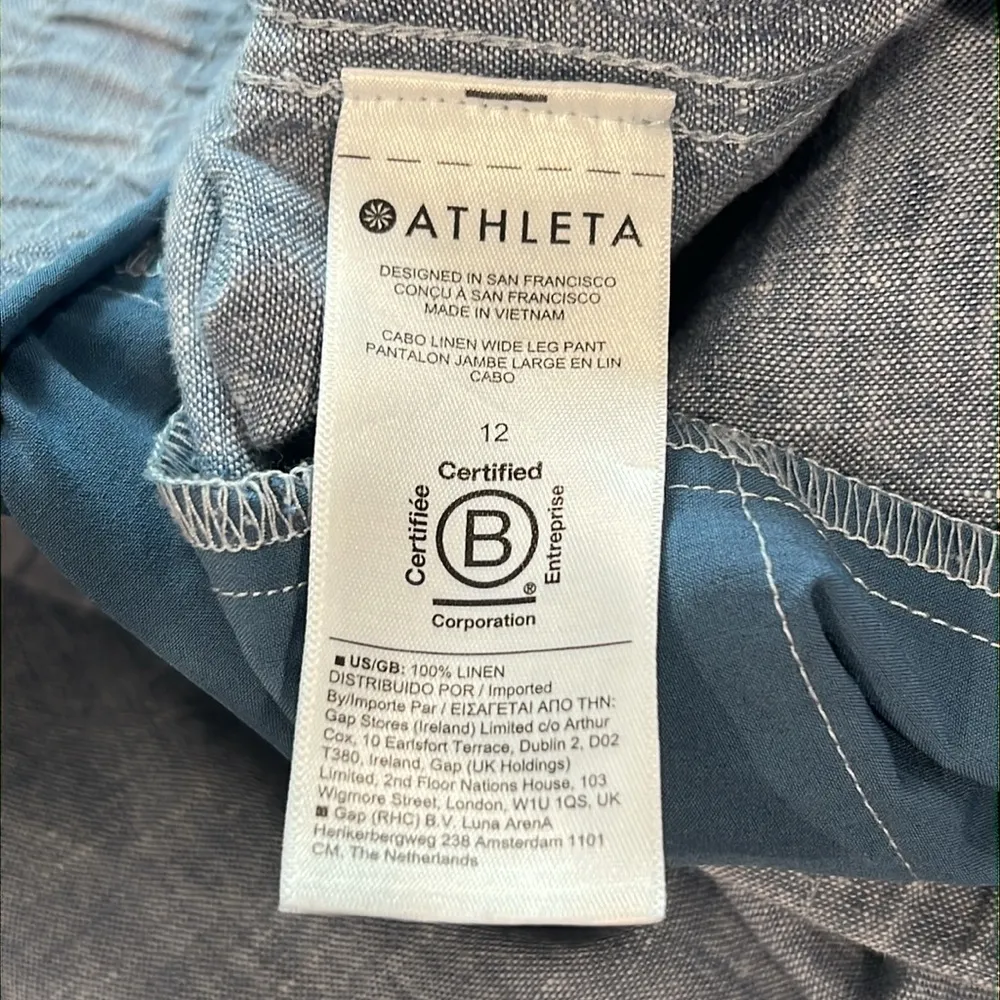 ATHLETA
DESIGNED IN SAN FRANCISCO
CONÇU À SAN FRANCISCO
MADE IN VIETNAM
CABO LINEN WIDE LEG PANT
PANTALON JAMBE LARGE EN LIN
CABO
12
Certified
Certifiée
B
Entreprise
®
Corporation
US/GB: 100% LINEN
DISTRIBUIDO POR / Imported
By/Importe Par / ΕΙΣΑΓΕΤΑΙ ΑΠΟ ΤΗΝ:
Gap Stores (Ireland) Limited c/o Arthur
Cox, 10 Earlsfort Terrace, Dublin 2, D02
T380, Ireland, Gap (UK Holdings)
Limited, 2nd Floor Nations House, 103
Wigmore Street, London, W1U 1QS, UK
Gap (RHC) B.V. Luna ArenA
Herikerbergweg 238 Amsterdam 1101
CM, The Netherlands